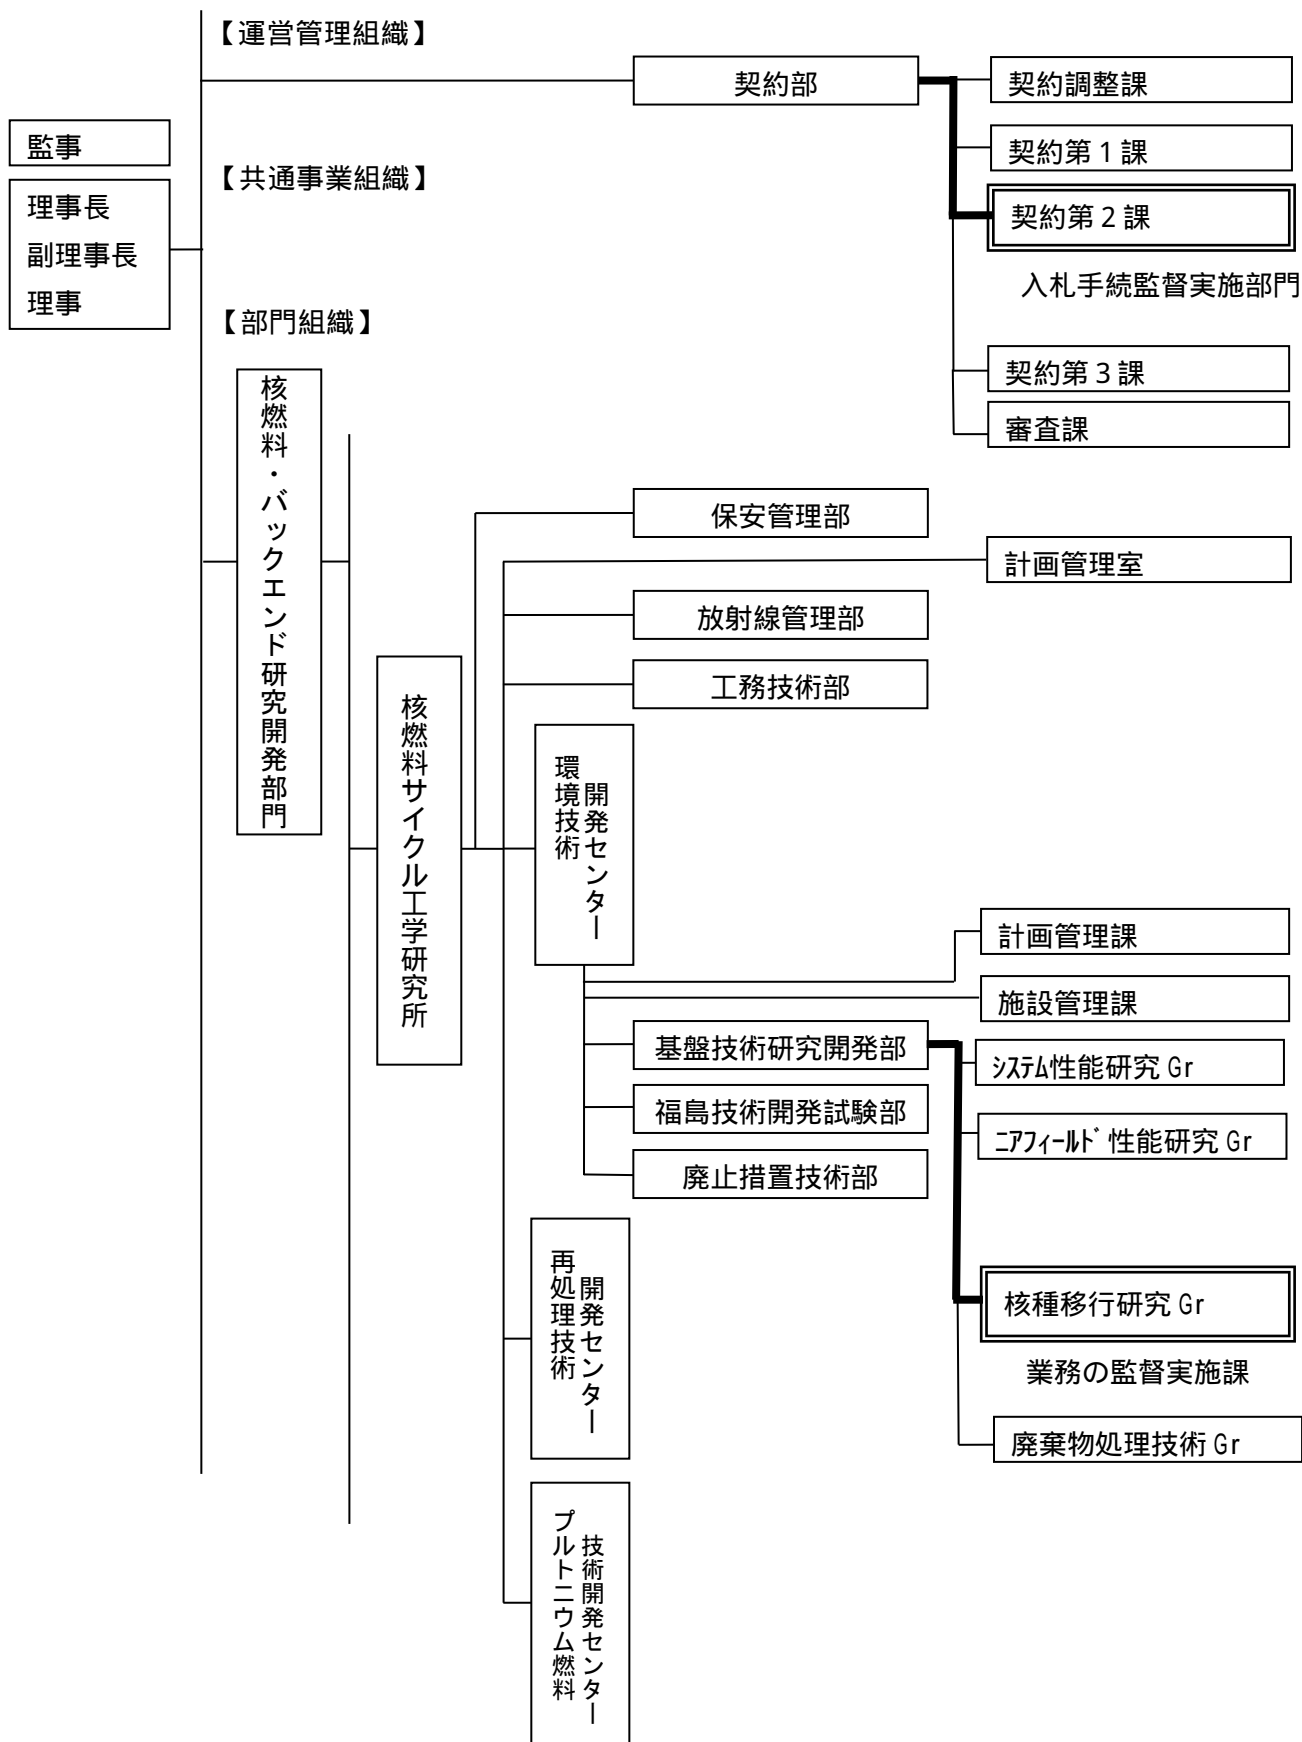 【運営管理組織】
契約部
契約調整課
契約第1課
契約第2課
入札手続監督実施部門
契約第3課
審査課
監事
理事長
副理事長
理事
【共通事業組織】
【部門組織】
核燃料・バックエンド研究開発部門
核燃料サイクル工学研究所
保安管理部
計画管理室
放射線管理部
工務技術部
環境技術
開発センター
計画管理課
施設管理課
基盤技術研究開発部
ｼｽﾃﾑ性能研究 Gr
ﾆｱﾌｨｰﾙﾄﾞ性能研究 Gr
福島技術開発試験部
廃止措置技術部
核種移行研究 Gr
業務の監督実施課
廃棄物処理技術 Gr
再処理技術
開発センター
プルトニウム燃料
技術開発センター